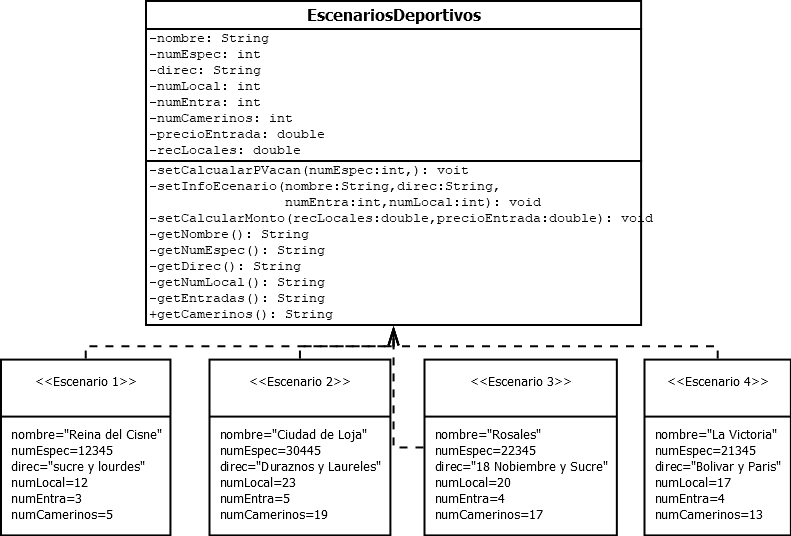 EscenariosDeportivos
-nombre: String
-numEspec: int
-direc: String
-numLocal: int
-numEntra: int
-numCamerinos: int
-precioEntrada: double
-recLocales: double
-setCalcualarPVacan(numEspec:int,): voit
-setInfoEcenario(nombre:String,direc:String,
numEntra:int,numLocal:int): void
-setCalcularMonto(recLocales:double,precioEntrada:double): void
-getNombre(): String
-getNumEspec(): String
-getDirec(): String
-getNumLocal(): String
-getEntradas(): String
+getCamerinos(): String
<<Escenario 1>>
nombre="Reina del Cisne"
numEspec=12345
direc="sucre y lourdes"
numLocal=12
numEntra=3
numCamerinos=5
<<Escenario 2>>
nombre="Ciudad de Loja"
numEspec=30445
direc="Duraznos y Laureles"
numLocal=23
numEntra=5
numCamerinos=19
<<Escenario 3>>
nombre="Rosales"
numEspec=22345
direc="18 Nobiembre y Sucre"
numLocal=20
numEntra=4
numCamerinos=17
<<Escenario 4>>
nombre="La Victoria"
numEspec=21345
direc="Bolivar y Paris"
numLocal=17
numEntra=4
numCamerinos=13